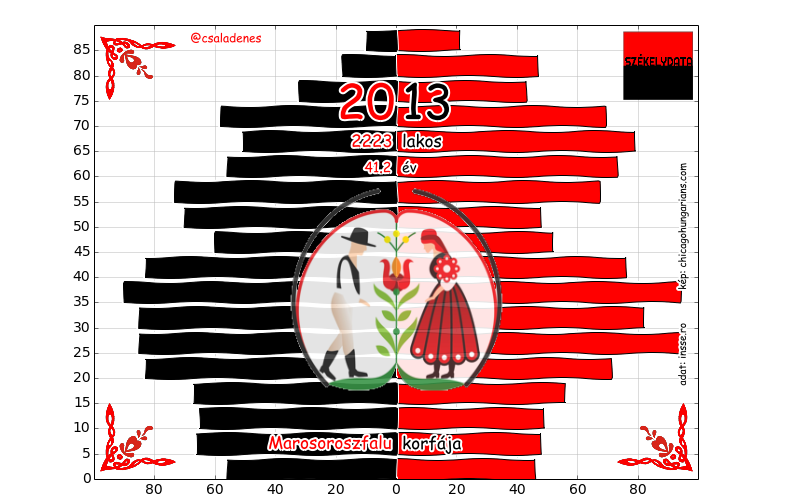 @csaladenes
SZÉKELYDATA
2013
2223 lakos
41,2 év
kép: chicagohungarians.com
adat: insse.ro
Marosoroszfalu korfája
85
80
75
70
65
60
55
50
45
40
35
30
25
20
15
10
5
0
80 60 40 20 0 20 40 60 80